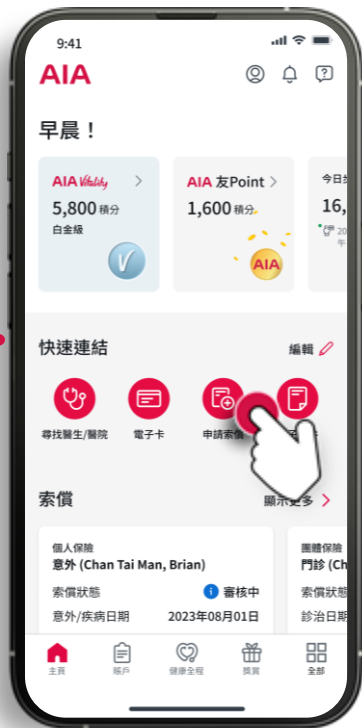 9:41
AIA
早晨！
AIA Vitality
5,800 積分
白金級
AIA 友Point
1,600 積分
AIA
今日
16,
20
午
快速連結
編輯
尋找醫生/醫院
電子卡
申請索償
索償
顯示更多
個人保險
意外 (Chan Tai Man, Brian)
索償狀態
審核中
意外/疾病日期
2023年08月01日
團體保險
門診 (Ch
索償狀態
診治日期
主頁
賬戶
健康全程
獎賞
全部